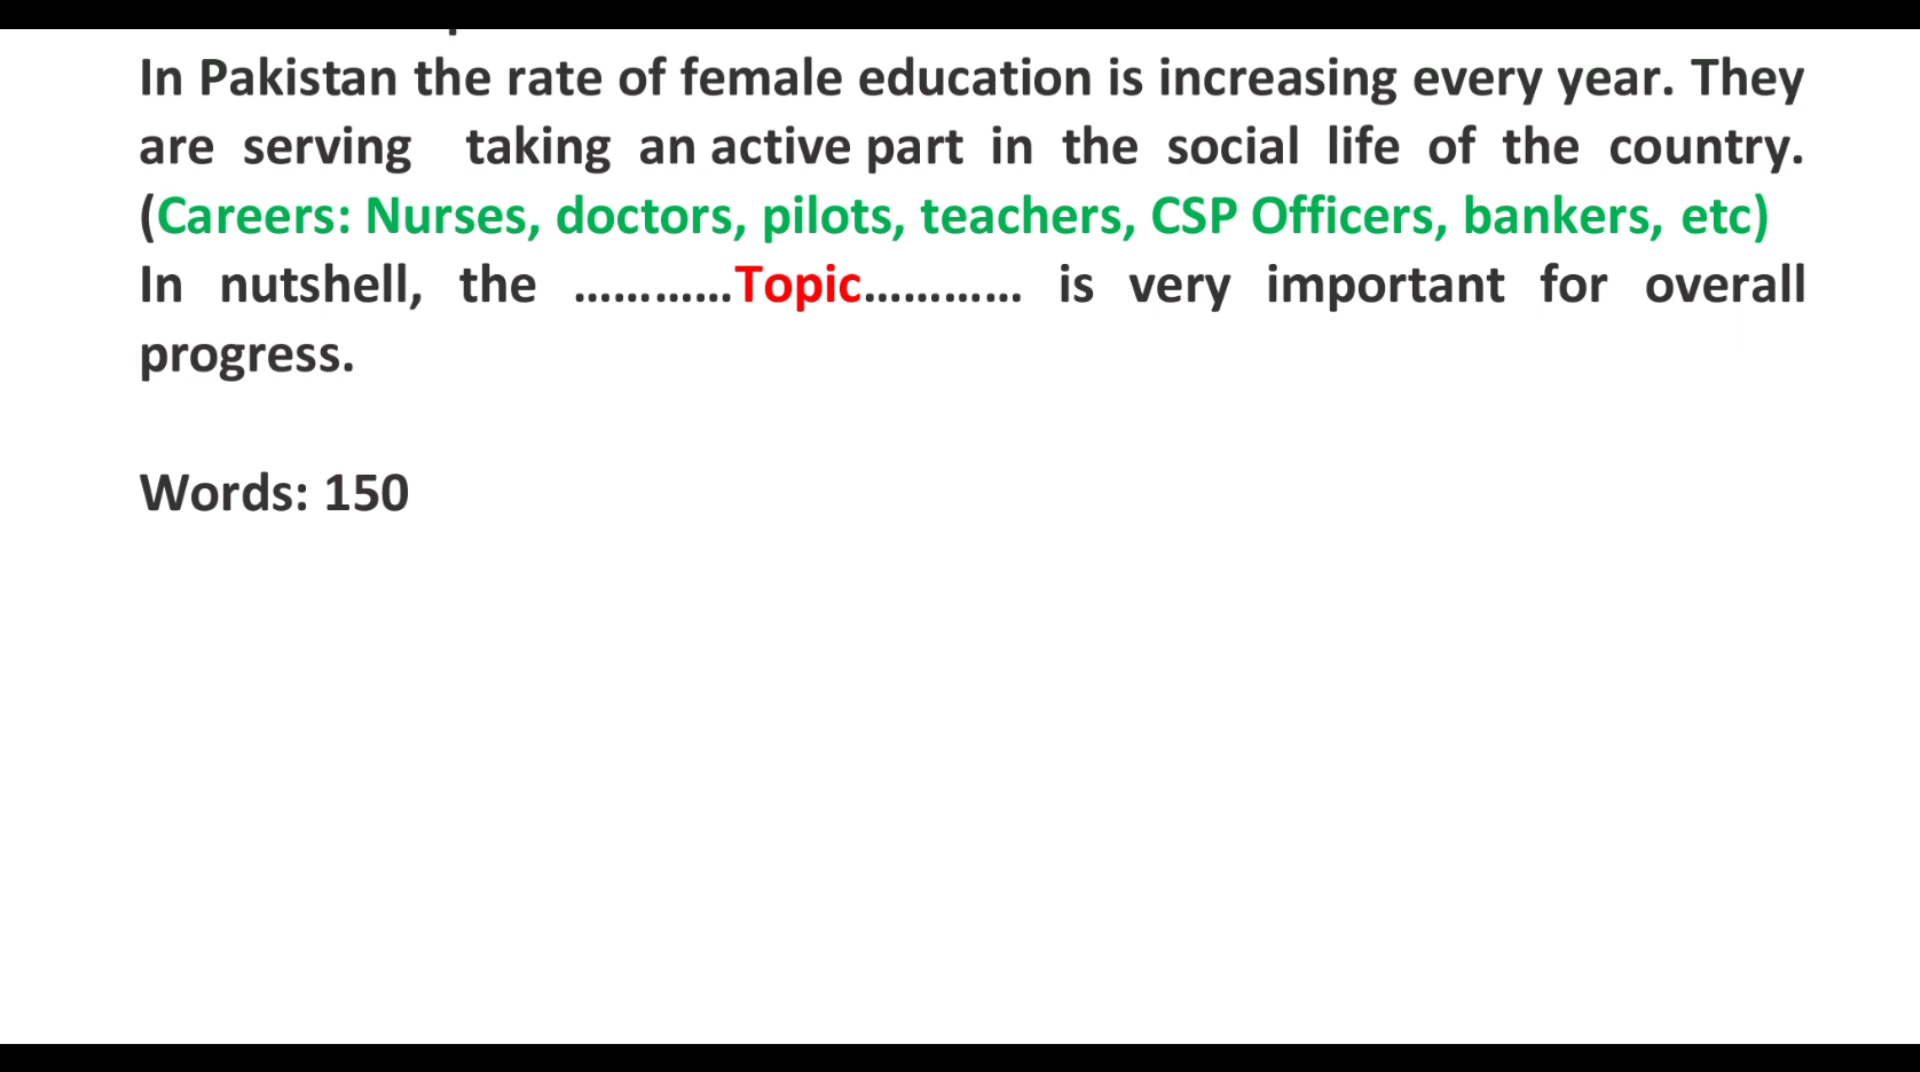 In Pakistan the rate of female education is increasing every year. They
are serving taking an active part in the social life of the country.
(Careers: Nurses, doctors, pilots, teachers, CSP Officers, bankers, etc)
In nutshell, the …………Topic………… is very important for overall
progress.
Words: 150